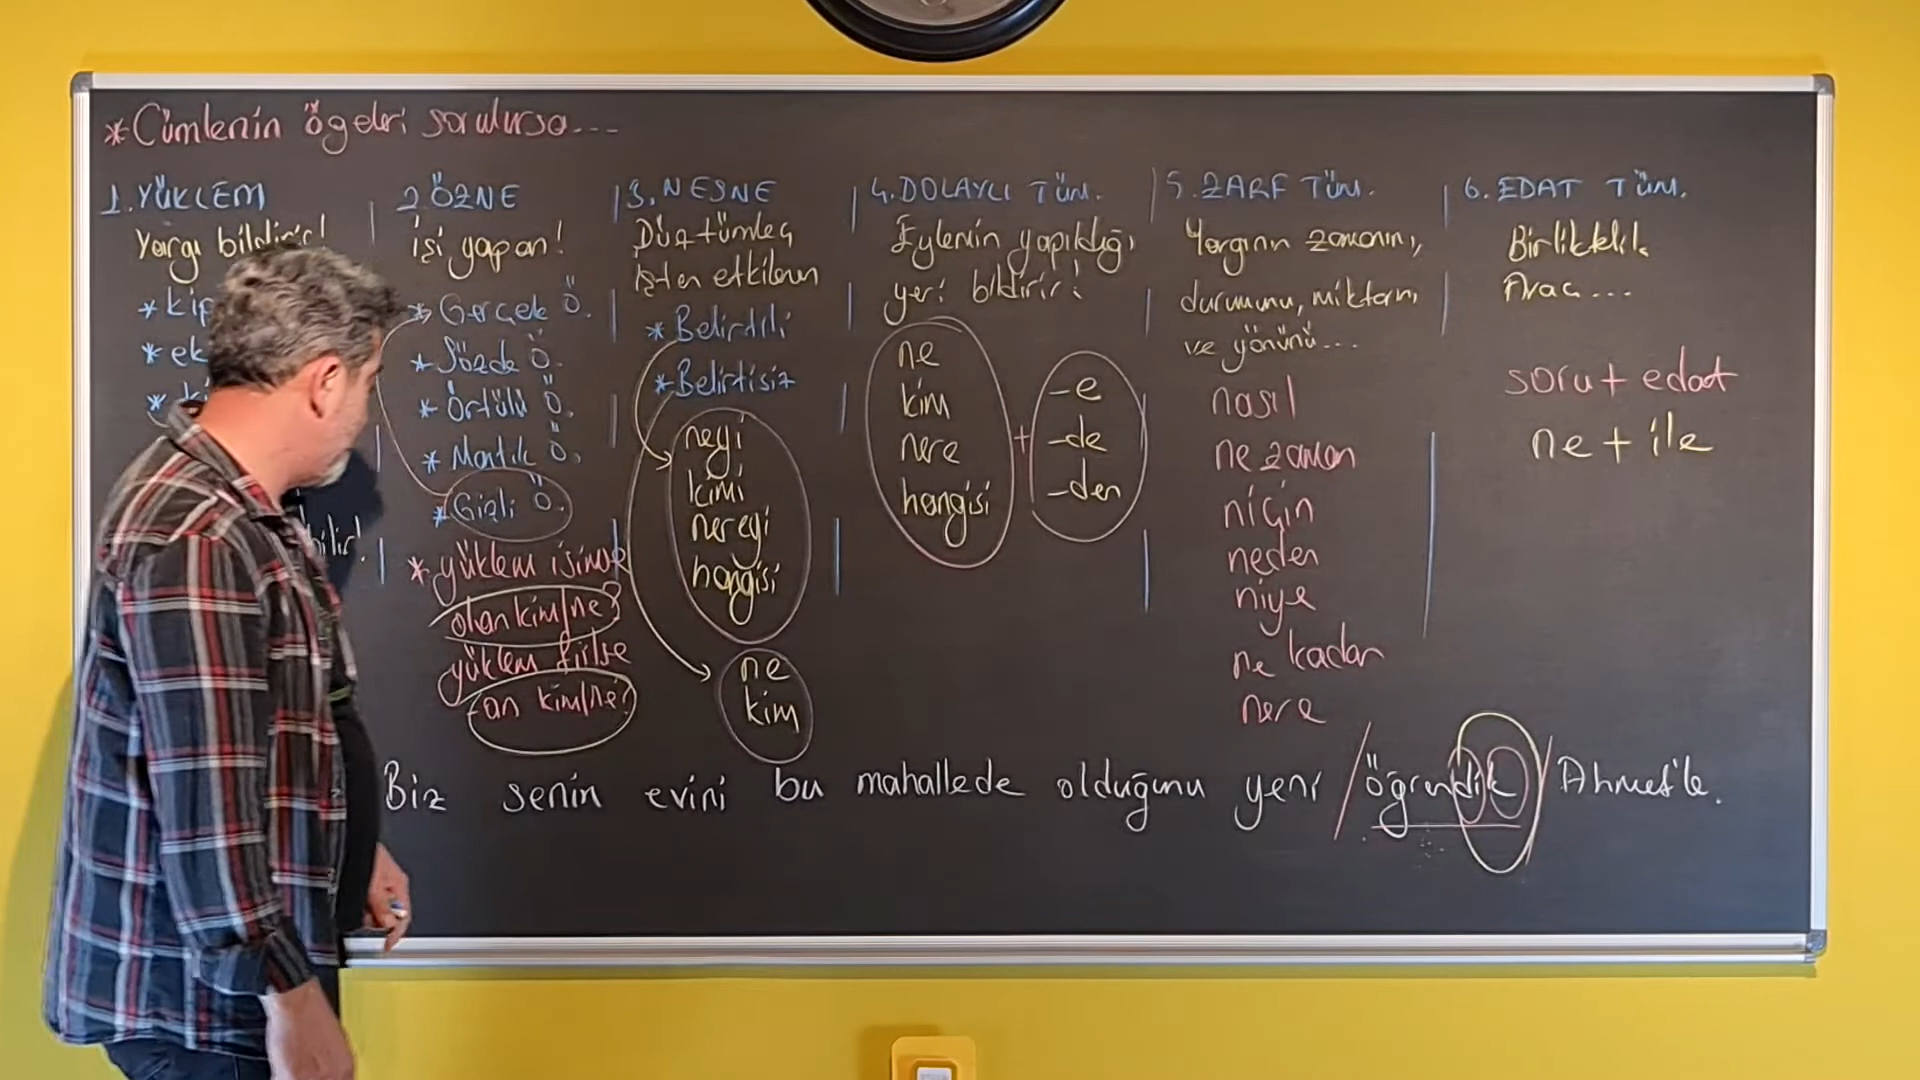 *Cümlenin ögeleri sorulursa...
1. YÜKLEM
Yargı bildirir!
* kip
* ek
*
bilir!
2 ÖZNE
işi yapan!
* Gerçek Ö.
* Sözde Ö.
* Örtülü Ö.
* Mantık Ö.
* Gizli Ö.
* yüklem isimse
olan kim/ne?
yüklem fiilse
-an kim/ne?
3. NESNE
Düz tümleç
İşten etkilenen
* Belirtili
* Belirtisiz
neyi
kimi
nereyi
hangisi
ne
kim
4. DOLAYLI TÜM.
Eylemin yapıldığı
yeri bildirir!
ne
kim
nere
hangisi
+
-e
-de
-den
5. ZARF TÜM.
Yargının zamanını,
durumunu, miktarını
ve yönünü...
nasıl
ne zaman
niçin
neden
niye
ne kadar
nere
6. EDAT TÜM.
Birliktelik
Araç...
soru + edat
ne + ile
Biz senin evini bu mahallede olduğunu yeni / öğrendik / Ahmet'le.